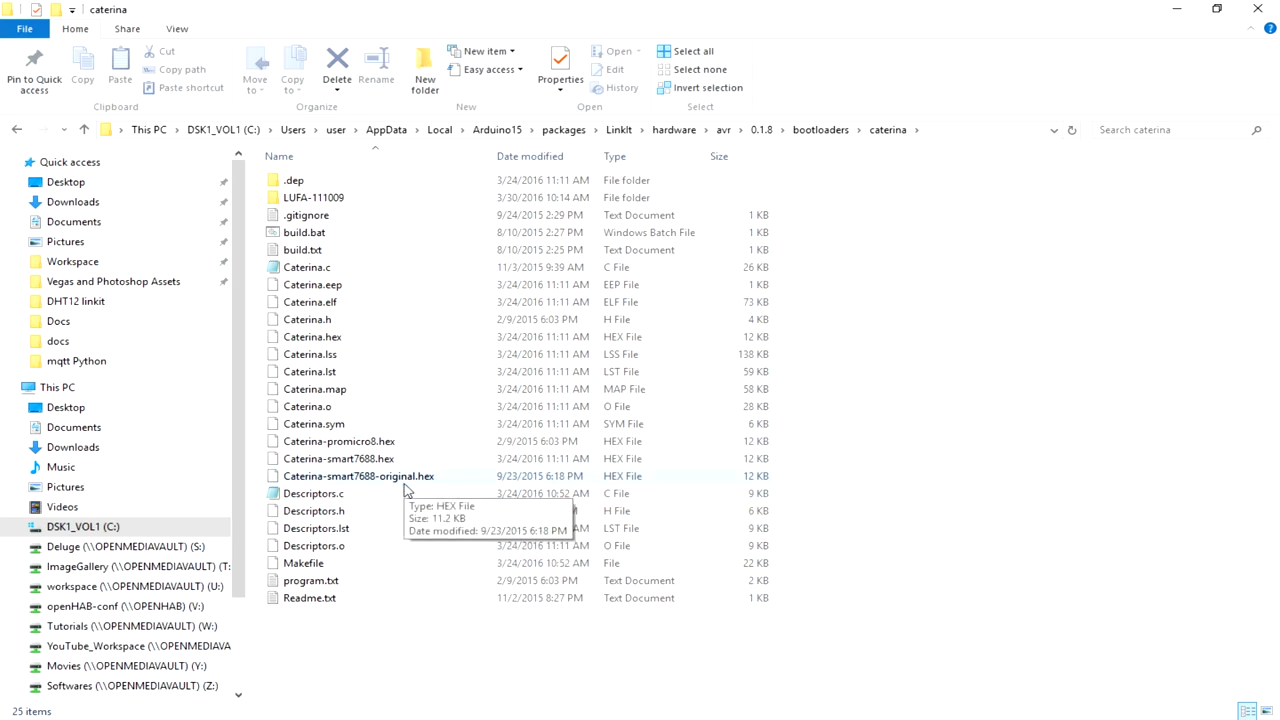 caterina
File Home Share View
Pin to Quick access
Copy
Paste
Cut
Copy path
Paste shortcut
Clipboard
Move to
Copy to
Delete
Rename
Organize
New folder
New item
Easy access
New
Properties
Open
Edit
History
Open
Select all
Select none
Invert selection
Select
This PC DSK1_VOL1 (C:) Users user AppData Local Arduino15 packages LinkIt hardware avr 0.1.8 bootloaders caterina
Search caterina
Quick access
Desktop
Downloads
Documents
Pictures
Workspace
Vegas and Photoshop Assets
DHT12 linkit
Docs
docs
mqtt Python
This PC
Desktop
Documents
Downloads
Music
Pictures
Videos
DSK1_VOL1 (C:)
Deluge (\\OPENMEDIAVAULT) (S:)
ImageGallery (\\OPENMEDIAVAULT) (T:
workspace (\\OPENMEDIAVAULT) (U:)
openHAB-conf (\\OPENHAB) (V:)
Tutorials (\\OPENMEDIAVAULT) (W:)
YouTube_Workspace (\\OPENMEDIAVA
Movies (\\OPENMEDIAVAULT) (Y:)
Softwares (\\OPENMEDIAVAULT) (Z:)
Name Date modified Type Size
.dep 3/24/2016 11:11 AM File folder
LUFA-111009 3/30/2016 10:14 AM File folder
.gitignore 9/24/2015 2:29 PM Text Document 1 KB
build.bat 8/10/2015 2:27 PM Windows Batch File 1 KB
build.txt 8/10/2015 2:25 PM Text Document 1 KB
Caterina.c 11/3/2015 9:39 AM C File 26 KB
Caterina.eep 3/24/2016 11:11 AM EEP File 1 KB
Caterina.elf 3/24/2016 11:11 AM ELF File 73 KB
Caterina.h 2/9/2015 6:03 PM H File 4 KB
Caterina.hex 3/24/2016 11:11 AM HEX File 12 KB
Caterina.lss 3/24/2016 11:11 AM LSS File 138 KB
Caterina.lst 3/24/2016 11:11 AM LST File 59 KB
Caterina.map 3/24/2016 11:11 AM MAP File 58 KB
Caterina.o 3/24/2016 11:11 AM O File 28 KB
Caterina.sym 3/24/2016 11:11 AM SYM File 6 KB
Caterina-promicro8.hex 2/9/2015 6:03 PM HEX File 12 KB
Caterina-smart7688.hex 3/24/2016 11:11 AM HEX File 12 KB
Caterina-smart7688-original.hex 9/23/2015 6:18 PM HEX File 12 KB
Descriptors.c 3/24/2016 10:52 AM C File 9 KB
Descriptors.h H File 6 KB
Descriptors.lst LST File 9 KB
Descriptors.o 3/24/2016 11:11 AM O File 9 KB
Makefile 3/24/2016 10:52 AM File 22 KB
program.txt 2/9/2015 6:03 PM Text Document 2 KB
Readme.txt 11/2/2015 8:27 PM Text Document 1 KB
Type: HEX File
Size: 11.2 KB
Date modified: 9/23/2015 6:18 PM
25 items